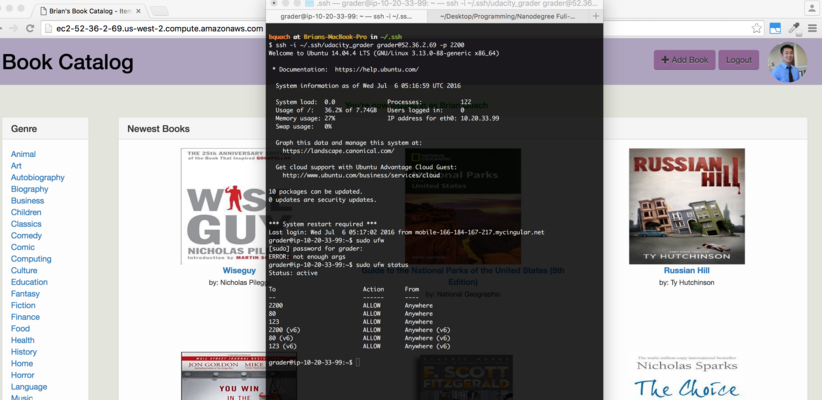 Brian's Book Catalog - Item
ec2-52-36-2-69.us-west-2.compute.amazonaws.com
Book Catalog
+ Add Book
Logout
Genre
Animal
Art
Autobiography
Biography
Business
Children
Classics
Comedy
Comic
Computing
Culture
Education
Fantasy
Fiction
Finance
Food
Health
History
Home
Horror
Language
Music
Newest Books
THE 25th ANNIVERSARY
WISE
GUY
Introduction by MARTIN
Wiseguy
by: Nicholas Pilegg
JON GORDON
YOU WIN
IN THE
.ssh — grader@ip-10-20-33-99: ~ — ssh -i ~/.ssh/udacity_grader grader@52.36...
grader@ip-10-20-33-99: ~ — ssh -i ~/.s...
~/Desktop/Programming/Nanodegree Full-...
bquach at Brians-MacBook-Pro in ~/.ssh
$ ssh -i ~/.ssh/udacity_grader grader@52.36.2.69 -p 2200
Welcome to Ubuntu 14.04.4 LTS (GNU/Linux 3.13.0-88-generic x86_64)
* Documentation: https://help.ubuntu.com/
System information as of Wed Jul 6 05:16:59 UTC 2016
System load: 0.0 Processes: 122
Usage of /: 36.2% of 7.74GB Users logged in: 0
Memory usage: 27% IP address for eth0: 10.20.33.99
Swap usage: 0%
Graph this data and manage this system at:
https://landscape.canonical.com/
Get cloud support with Ubuntu Advantage Cloud Guest:
http://www.ubuntu.com/business/services/cloud
10 packages can be updated.
0 updates are security updates.
*** System restart required ***
Last login: Wed Jul 6 05:17:02 2016 from mobile-166-184-167-217.mycingular.net
grader@ip-10-20-33-99:~$ sudo ufw
[sudo] password for grader:
ERROR: not enough args
grader@ip-10-20-33-99:~$ sudo ufw status
Status: active
To Action From
-- ------ ----
2200 ALLOW Anywhere
80 ALLOW Anywhere
123 ALLOW Anywhere
2200 (v6) ALLOW Anywhere (v6)
80 (v6) ALLOW Anywhere (v6)
123 (v6) ALLOW Anywhere (v6)
grader@ip-10-20-33-99:~$
Parks
United States
Guide to the National Parks of the United States (8th
Edition)
by: National Geographic
F. SCOTT
FITZGERALD
RUSSIAN
HILL
TY HUTCHINSON
Russian Hill
by: Ty Hutchinson
Nicholas Sparks
The Choice